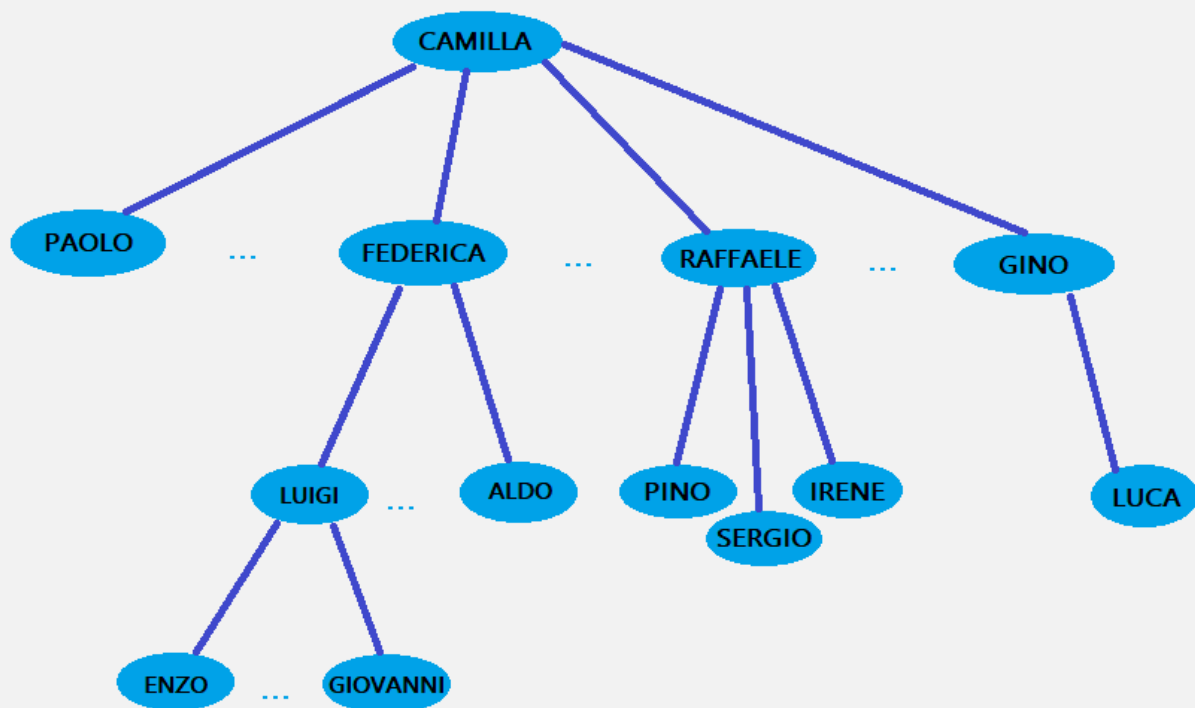 CAMILLA
PAOLO ... FEDERICA ... RAFFAELE ... GINO
LUIGI ... ALDO PINO IRENE LUCA
SERGIO
ENZO ... GIOVANNI